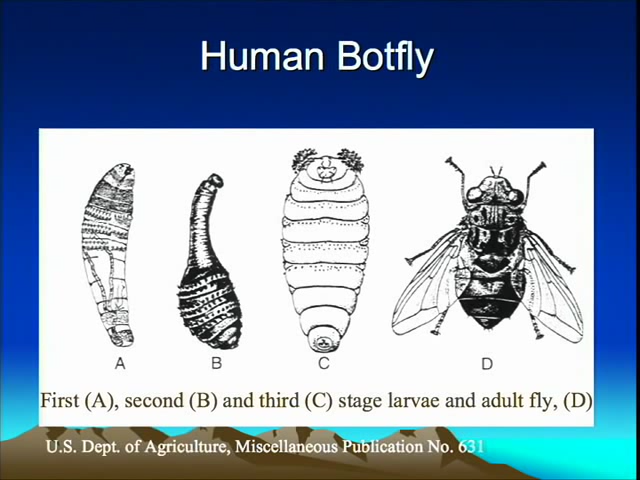 Human Botfly
A B C D
First (A), second (B) and third (C) stage larvae and adult fly, (D)
U.S. Dept. of Agriculture, Miscellaneous Publication No. 631